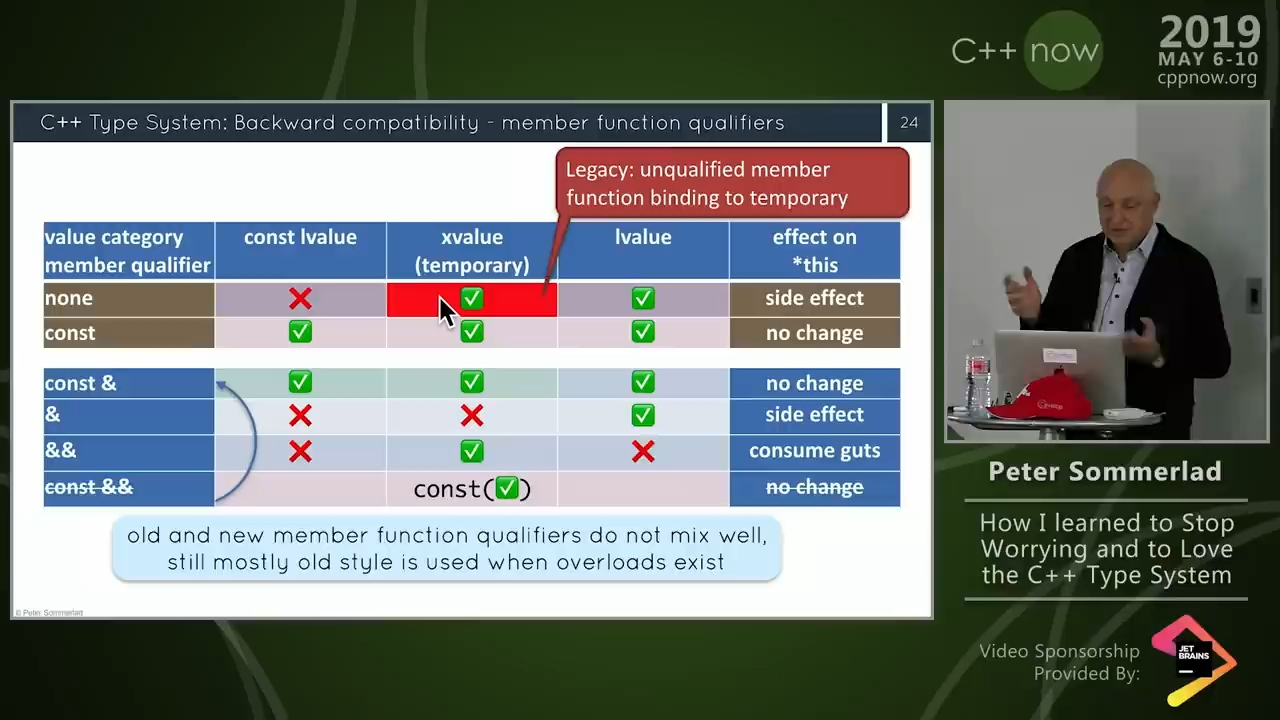 C++ now
2019
MAY 6-10
cppnow.org
C++ Type System: Backward compatibility - member function qualifiers
24
Legacy: unqualified member
function binding to temporary
value category
member qualifier
const lvalue
xvalue
(temporary)
lvalue
effect on
*this
none
side effect
const
no change
const &
no change
&
side effect
&&
consume guts
const &&
const(✅)
no change
old and new member function qualifiers do not mix well,
still mostly old style is used when overloads exist
© Peter Sommerlad
Peter Sommerlad
How I learned to Stop
Worrying and to Love
the C++ Type System
Video Sponsorship
Provided By:
JET
BRAINS